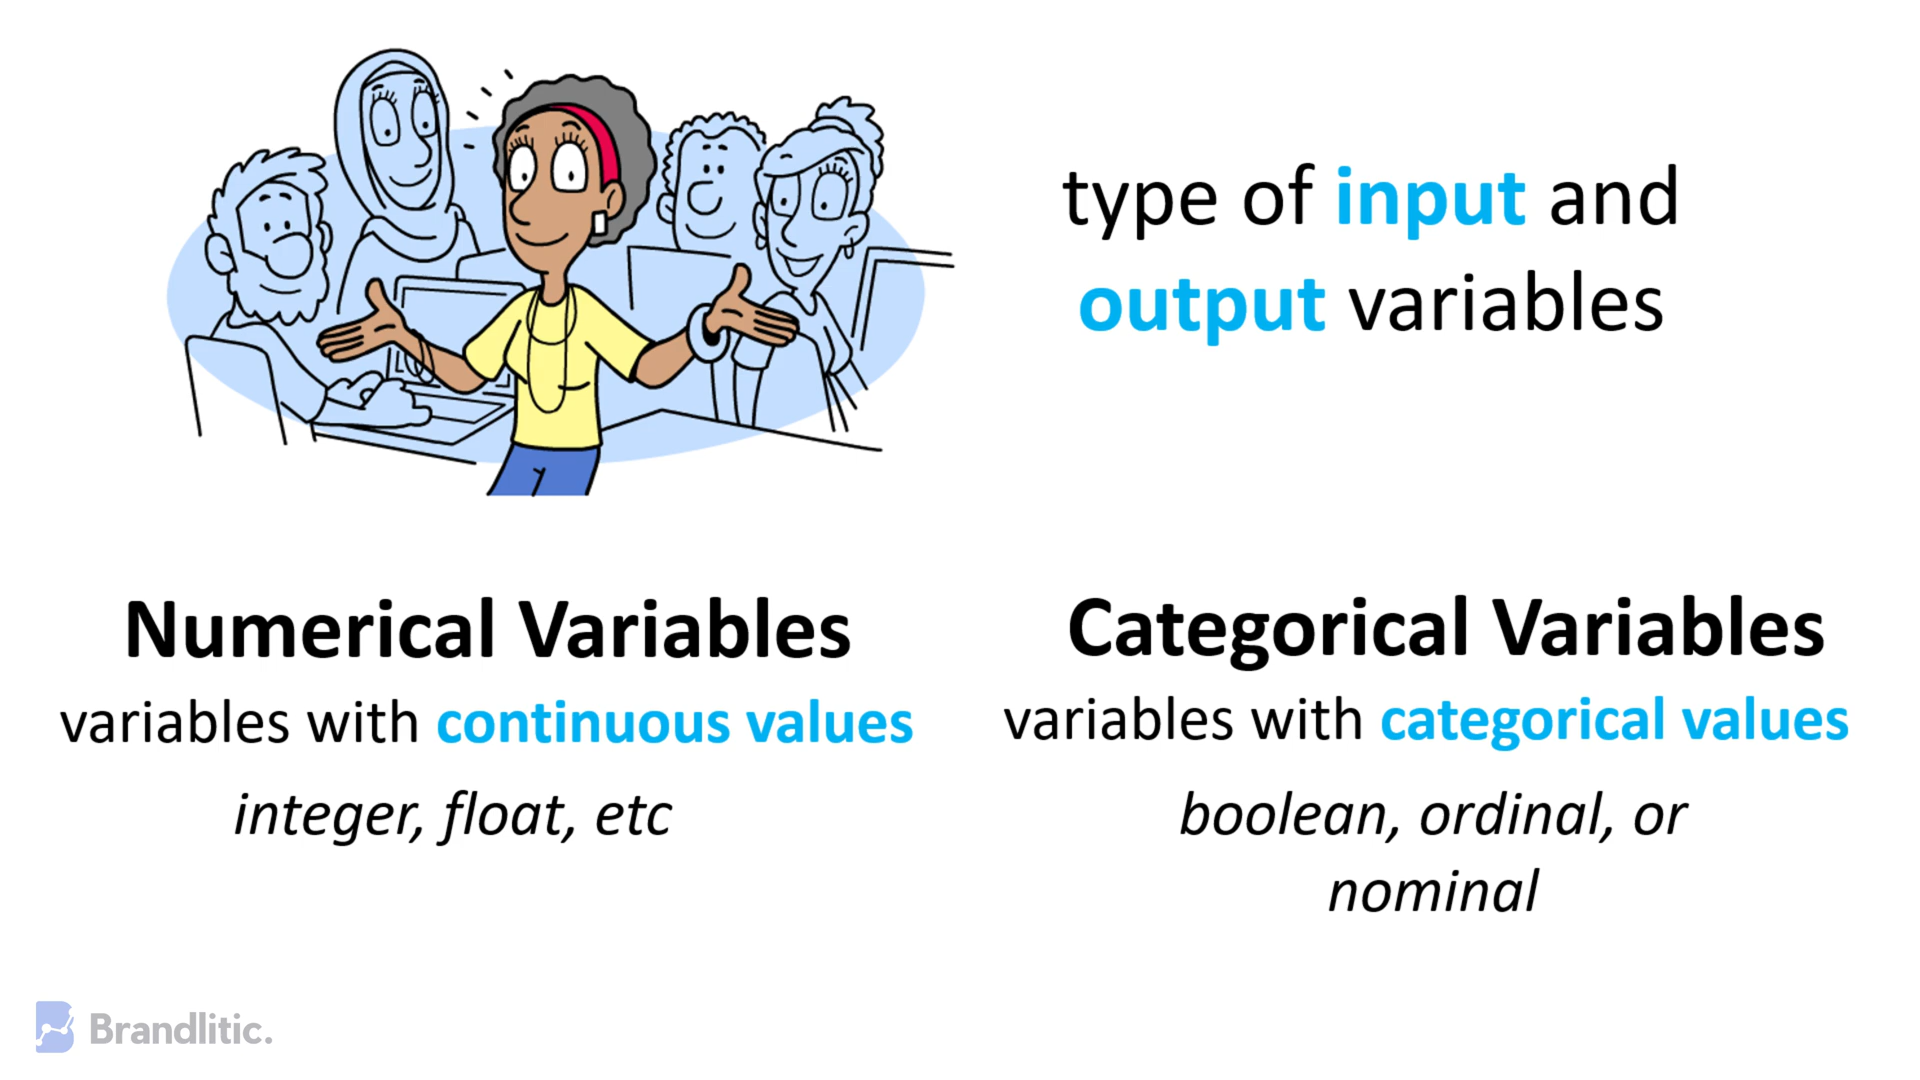 type of input and
output variables
Numerical Variables
variables with continuous values
integer, float, etc
Categorical Variables
variables with categorical values
boolean, ordinal, or
nominal
Brandlitic.